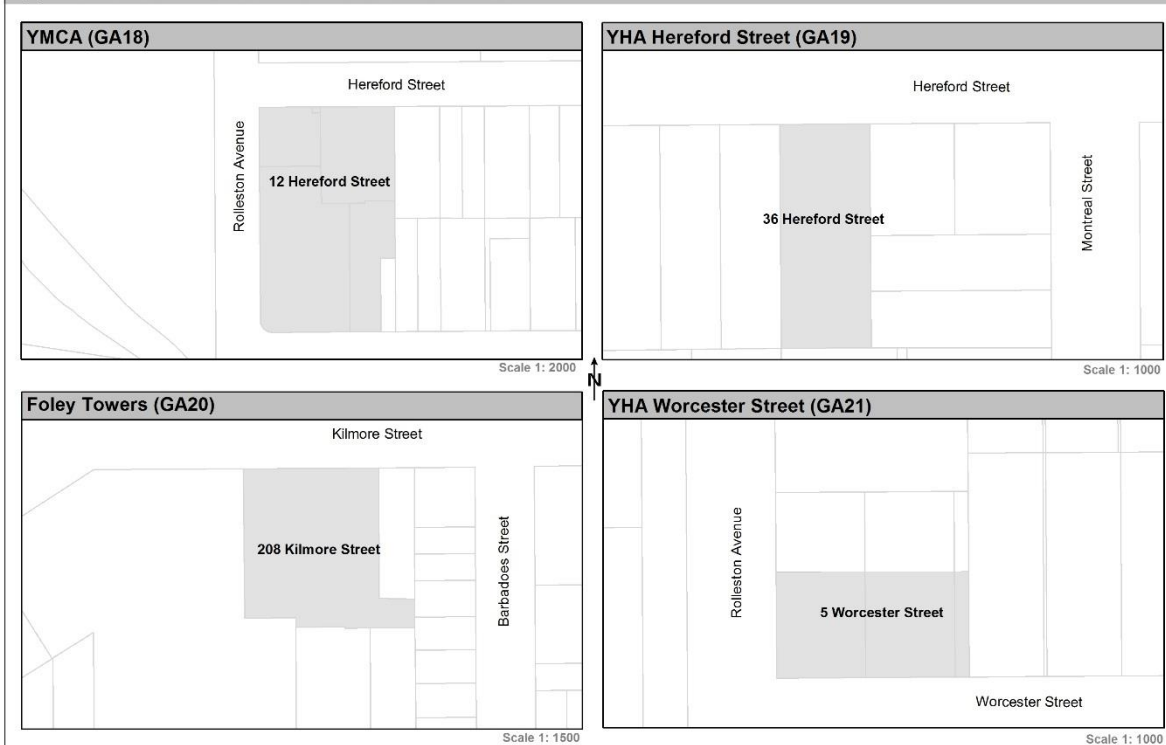 YMCA (GA18)
Hereford Street
Rolleston Avenue
12 Hereford Street
Scale 1: 2000
YHA Hereford Street (GA19)
Hereford Street
36 Hereford Street
Montreal Street
Scale 1: 1000
N
Foley Towers (GA20)
Kilmore Street
208 Kilmore Street
Barbadoes Street
Scale 1: 1500
YHA Worcester Street (GA21)
Rolleston Avenue
5 Worcester Street
Worcester Street
Scale 1: 1000